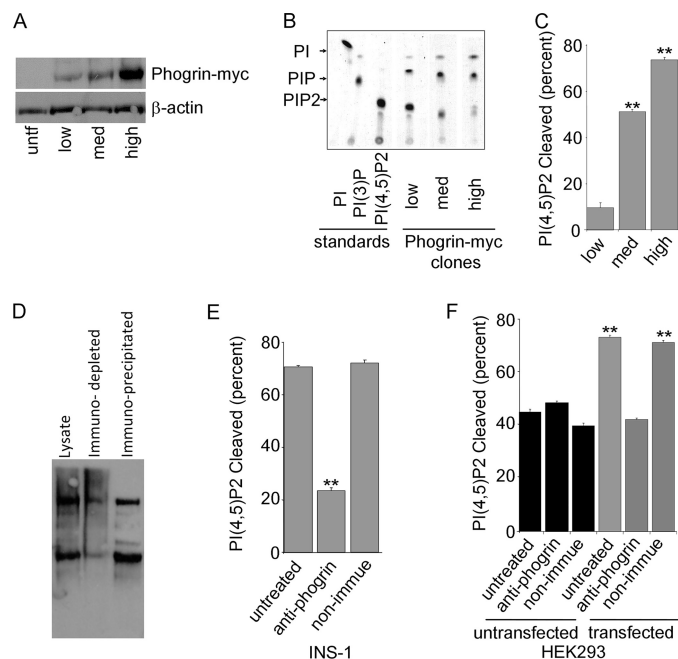 A
Phogrin-myc
β-actin
untf
low
med
high
B
PI
PIP
PIP2
PI
PI(3)P
PI(4,5)P2
low
med
high
standards
Phogrin-myc
clones
C
PI(4,5)P2 Cleaved (percent)
80
60
40
20
0
**
**
low
med
high
D
Lysate
Immuno- depleted
Immuno-precipitated
E
PI(4,5)P2 Cleaved (percent)
80
60
40
20
0
**
untreated
anti-phogrin
non-immue
INS-1
F
PI(4,5)P2 Cleaved (percent)
80
60
40
20
0
**
**
untreated
anti-phogrin
non-immue
untreated
anti-phogrin
non-immue
untransfected
transfected
HEK293